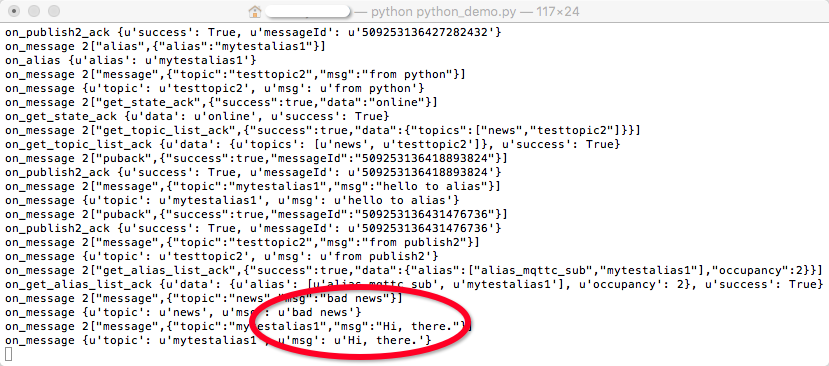 — python python_demo.py — 117×24
on_publish2_ack {u'success': True, u'messageId': u'509253136427282432'}
on_message 2["alias",{"alias":"mytestalias1"}]
on_alias {u'alias': u'mytestalias1'}
on_message 2["message",{"topic":"testtopic2","msg":"from python"}]
on_message {u'topic': u'testtopic2', u'msg': u'from python'}
on_message 2["get_state_ack",{"success":true,"data":"online"}]
on_get_state_ack {u'data': u'online', u'success': True}
on_message 2["get_topic_list_ack",{"success":true,"data":{"topics":["news","testtopic2"]}}]
on_get_topic_list_ack {u'data': {u'topics': [u'news', u'testtopic2']}, u'success': True}
on_message 2["puback",{"success":true,"messageId":"509253136418893824"}]
on_publish2_ack {u'success': True, u'messageId': u'509253136418893824'}
on_message 2["message",{"topic":"mytestalias1","msg":"hello to alias"}]
on_message {u'topic': u'mytestalias1', u'msg': u'hello to alias'}
on_message 2["puback",{"success":true,"messageId":"509253136431476736"}]
on_publish2_ack {u'success': True, u'messageId': u'509253136431476736'}
on_message 2["message",{"topic":"testtopic2","msg":"from publish2"}]
on_message {u'topic': u'testtopic2', u'msg': u'from publish2'}
on_message 2["get_alias_list_ack",{"success":true,"data":{"alias":["alias_mqttc_sub","mytestalias1"],"occupancy":2}}]
on_get_alias_list_ack {u'data': {u'alias': [u'alias_mqttc_sub', u'mytestalias1'], u'occupancy': 2}, u'success': True}
on_message 2["message",{"topic":"news","msg":"bad news"}]
on_message {u'topic': u'news', u'msg': u'bad news'}
on_message 2["message",{"topic":"mytestalias1","msg":"Hi, there."}]
on_message {u'topic': u'mytestalias1', u'msg': u'Hi, there.'}